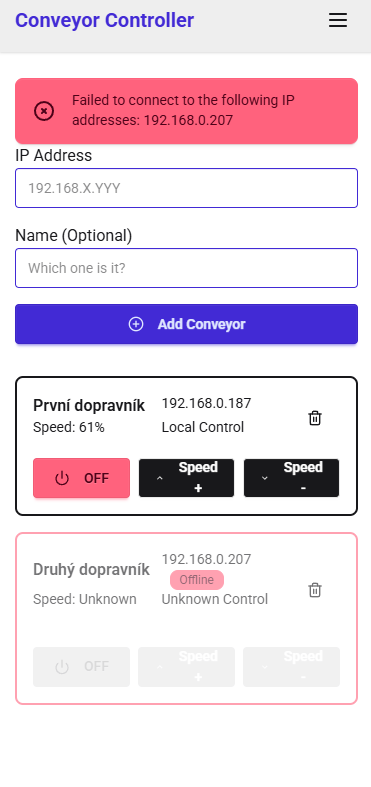 Conveyor Controller
Failed to connect to the following IP
addresses: 192.168.0.207
IP Address
192.168.X.YYY
Name (Optional)
Which one is it?
Add Conveyor
První dopravník
192.168.0.187
Speed: 61%
Local Control
OFF
Speed
+
Speed
-
Druhý dopravník
192.168.0.207
Offline
Speed: Unknown
Unknown Control
OFF
Speed
+
Speed
-